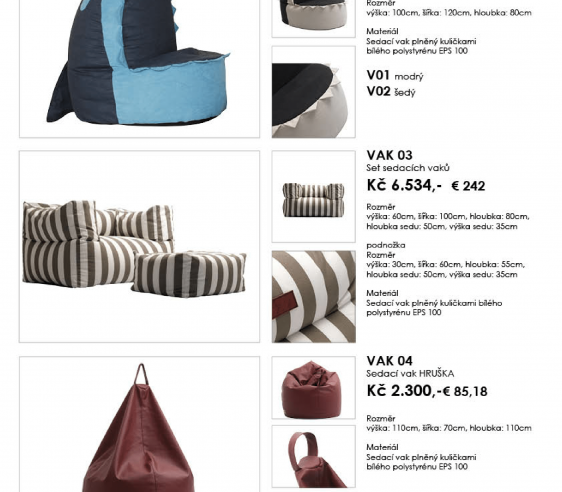 Rozměr
výška: 100cm, šířka: 120cm, hloubka: 80cm
Materiál
Sedací vak plněný kuličkami
bílého polystyrénu EPS 100
V01 modrý
V02 šedý
VAK 03
Set sedacích vaků
Kč 6.534,- € 242
Rozměr
výška: 60cm, šířka: 100cm, hloubka: 80cm,
hloubka sedu: 50cm, výška sedu: 35cm
podnožka
Rozměr
výška: 30cm, šířka: 60cm, hloubka: 55cm,
hloubka sedu: 50cm, výška sedu: 35cm
Materiál
Sedací vak plněný kuličkami bílého
polystyrénu EPS 100
VAK 04
Sedací vak HRUŠKA
Kč 2.300,-€ 85,18
Rozměr
výška: 110cm, šířka: 70cm, hloubka: 110cm
Materiál
Sedací vak plněný kuličkami
bílého polystyrénu EPS 100